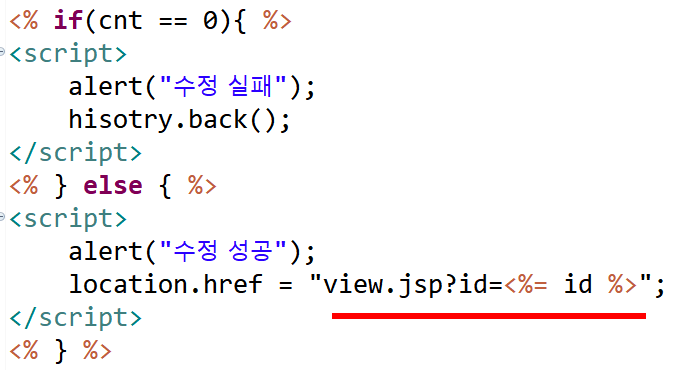 <% if(cnt == 0){ %>
<script>
    alert("수정 실패");
    hisotry.back();
</script>
<% } else { %>
<script>
    alert("수정 성공");
    location.href = "view.jsp?id=<%= id %>";
</script>
<% } %>